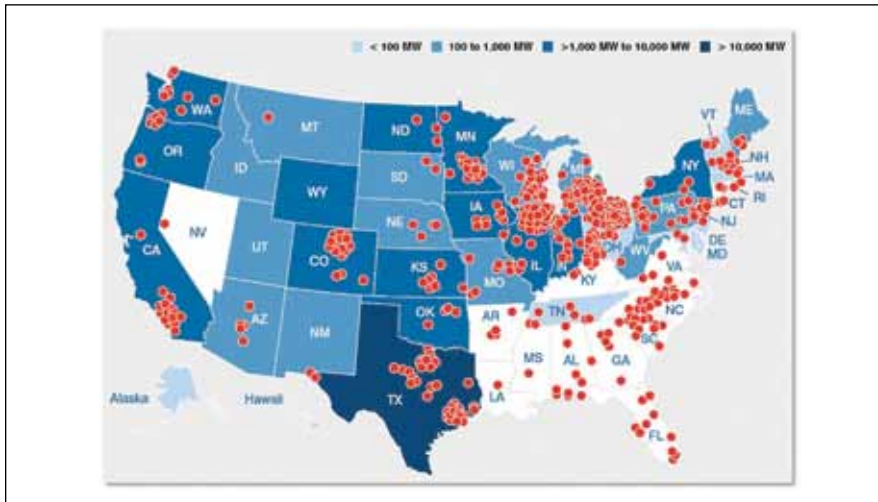 < 100 MW 100 to 1,000 MW >1,000 MW to 10,000 MW > 10,000 MW
WA
MT
ND
MN
VT
ME
OR
ID
SD
WI
MI
NY
NH
MA
WY
IA
PA
CT
RI
NV
NE
NJ
CA
UT
CO
KS
MO
IL
IN
OH
WV
DE
MD
KY
VA
AZ
NM
OK
AR
TN
NC
SC
MS
AL
GA
TX
LA
Alaska
Hawaii
FL